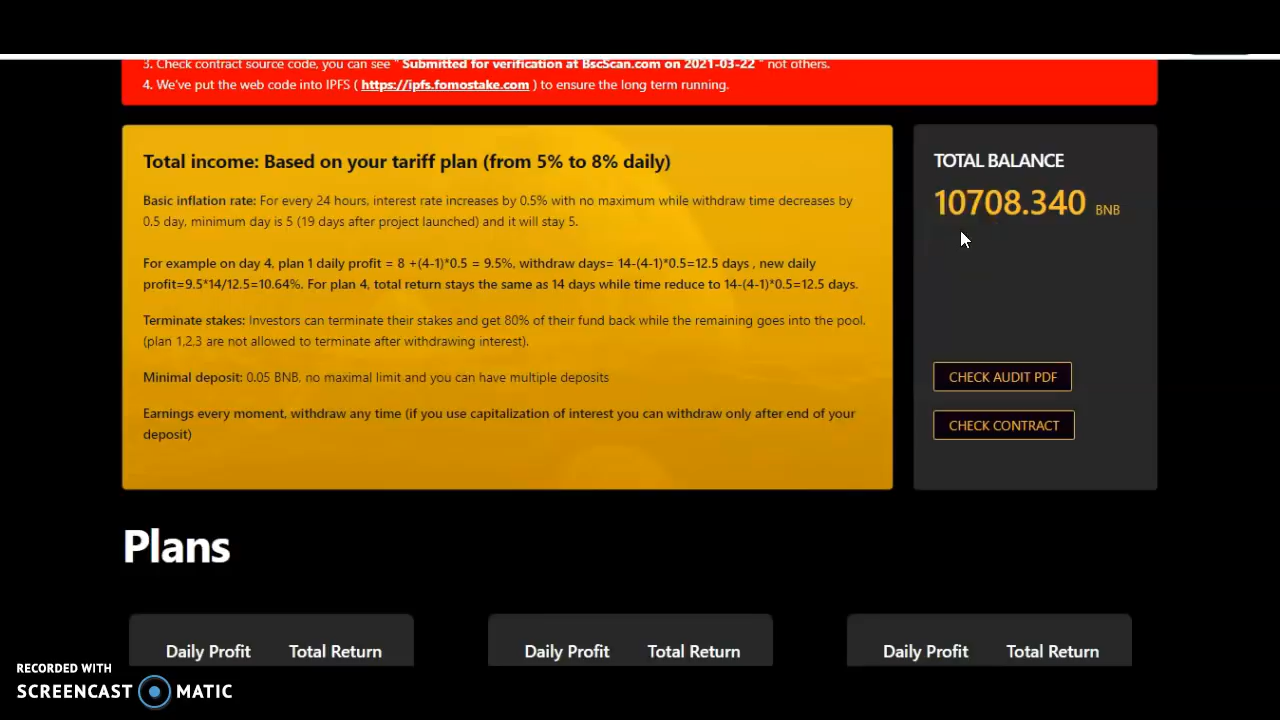 3. Check contract source code, you can see " Submitted for verification at BscScan.com on 2021-03-22 " not others.
4. We've put the web code into IPFS ( https://ipfs.fomostake.com ) to ensure the long term running.
Total income: Based on your tariff plan (from 5% to 8% daily)
Basic inflation rate: For every 24 hours, interest rate increases by 0.5% with no maximum while withdraw time decreases by
0.5 day, minimum day is 5 (19 days after project launched) and it will stay 5.
For example on day 4, plan 1 daily profit = 8 +(4-1)*0.5 = 9.5%, withdraw days= 14-(4-1)*0.5=12.5 days , new daily
profit=9.5*14/12.5=10.64%. For plan 4, total return stays the same as 14 days while time reduce to 14-(4-1)*0.5=12.5 days.
Terminate stakes: Investors can terminate their stakes and get 80% of their fund back while the remaining goes into the pool.
(plan 1,2,3 are not allowed to terminate after withdrawing interest).
Minimal deposit: 0.05 BNB, no maximal limit and you can have multiple deposits
Earnings every moment, withdraw any time (if you use capitalization of interest you can withdraw only after end of your
deposit)
TOTAL BALANCE
10708.340 BNB
CHECK AUDIT PDF
CHECK CONTRACT
Plans
Daily Profit Total Return
Daily Profit Total Return
Daily Profit Total Return
RECORDED WITH
SCREENCAST MATIC